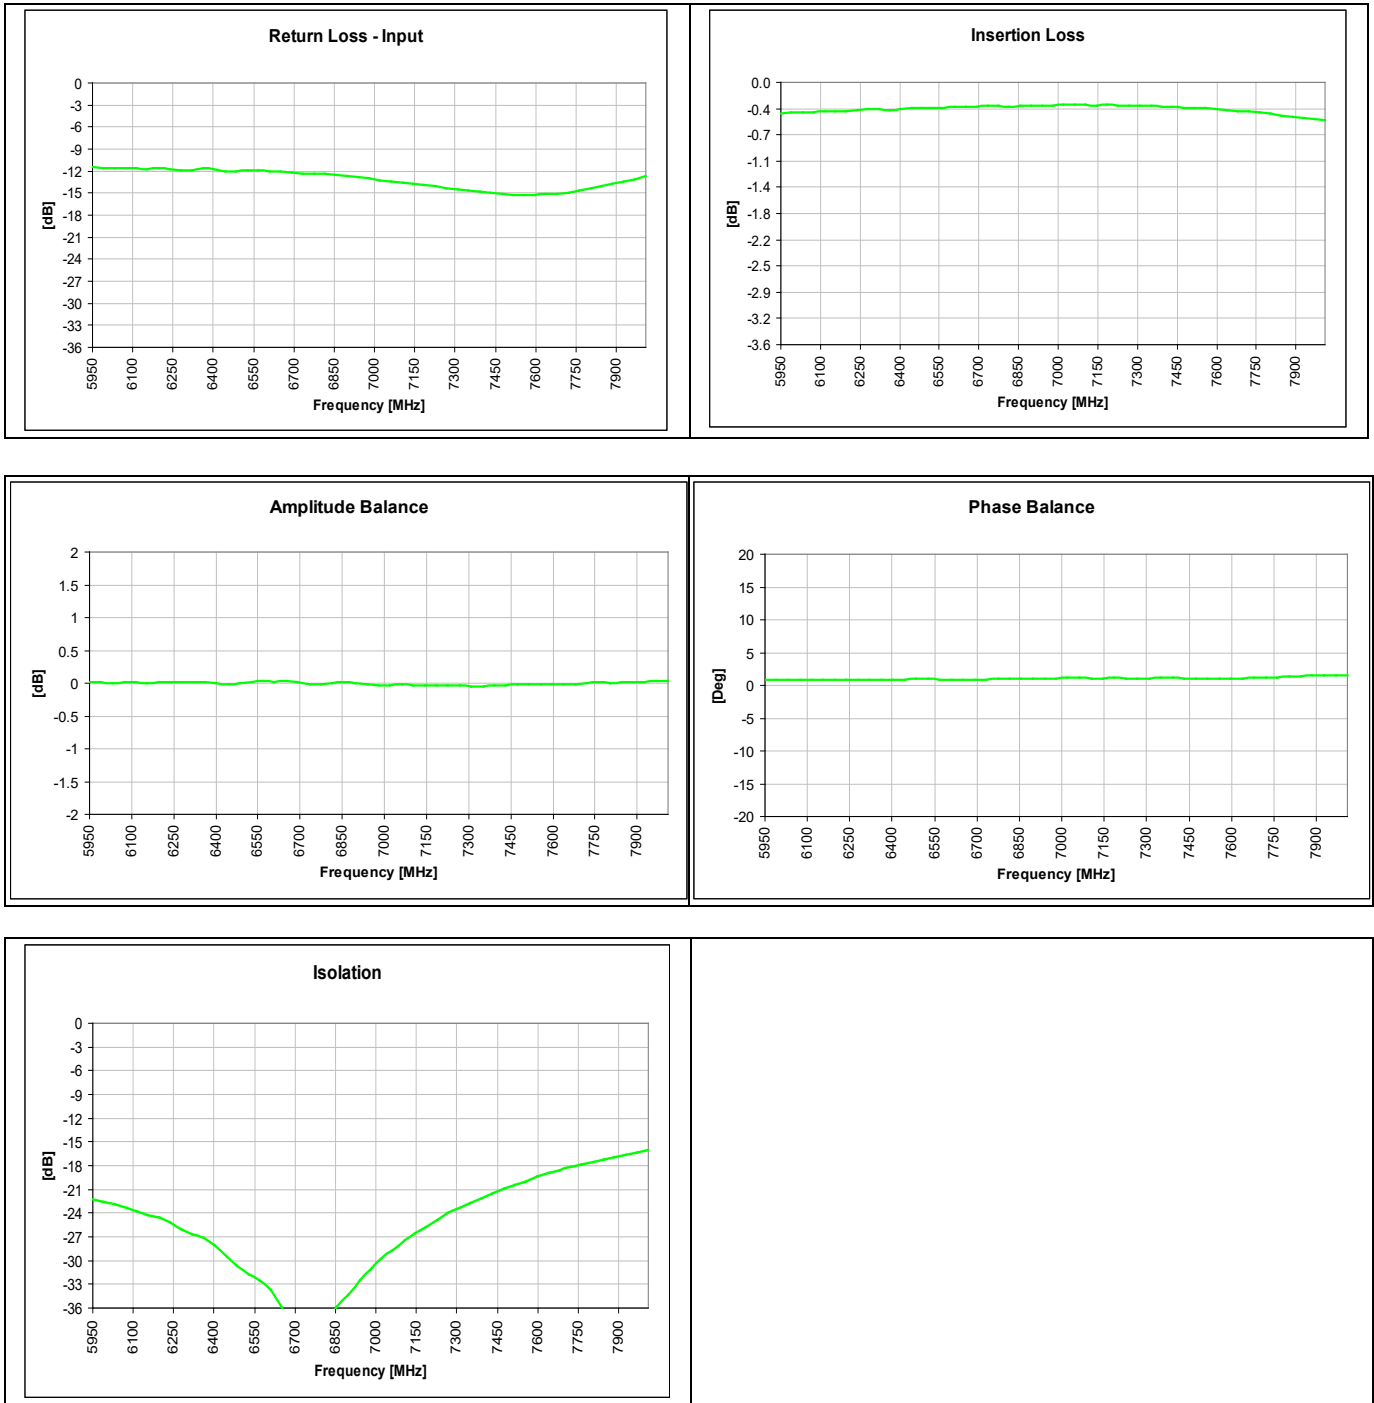 Return Loss - Input
[dB]
0
-3
-6
-9
-12
-15
-18
-21
-24
-27
-30
-33
-36
5950 6100 6250 6400 6550 6700 6850 7000 7150 7300 7450 7600 7750 7900
Frequency [MHz]
Insertion Loss
[dB]
0.0
-0.4
-0.7
-1.1
-1.4
-1.8
-2.2
-2.5
-2.9
-3.2
-3.6
5950 6100 6250 6400 6550 6700 6850 7000 7150 7300 7450 7600 7750 7900
Frequency [MHz]
Amplitude Balance
[dB]
2
1.5
1
0.5
0
-0.5
-1
-1.5
-2
5950 6100 6250 6400 6550 6700 6850 7000 7150 7300 7450 7600 7750 7900
Frequency [MHz]
Phase Balance
[Deg]
20
15
10
5
0
-5
-10
-15
-20
5950 6100 6250 6400 6550 6700 6850 7000 7150 7300 7450 7600 7750 7900
Frequency [MHz]
Isolation
[dB]
0
-3
-6
-9
-12
-15
-18
-21
-24
-27
-30
-33
-36
5950 6100 6250 6400 6550 6700 6850 7000 7150 7300 7450 7600 7750 7900
Frequency [MHz]